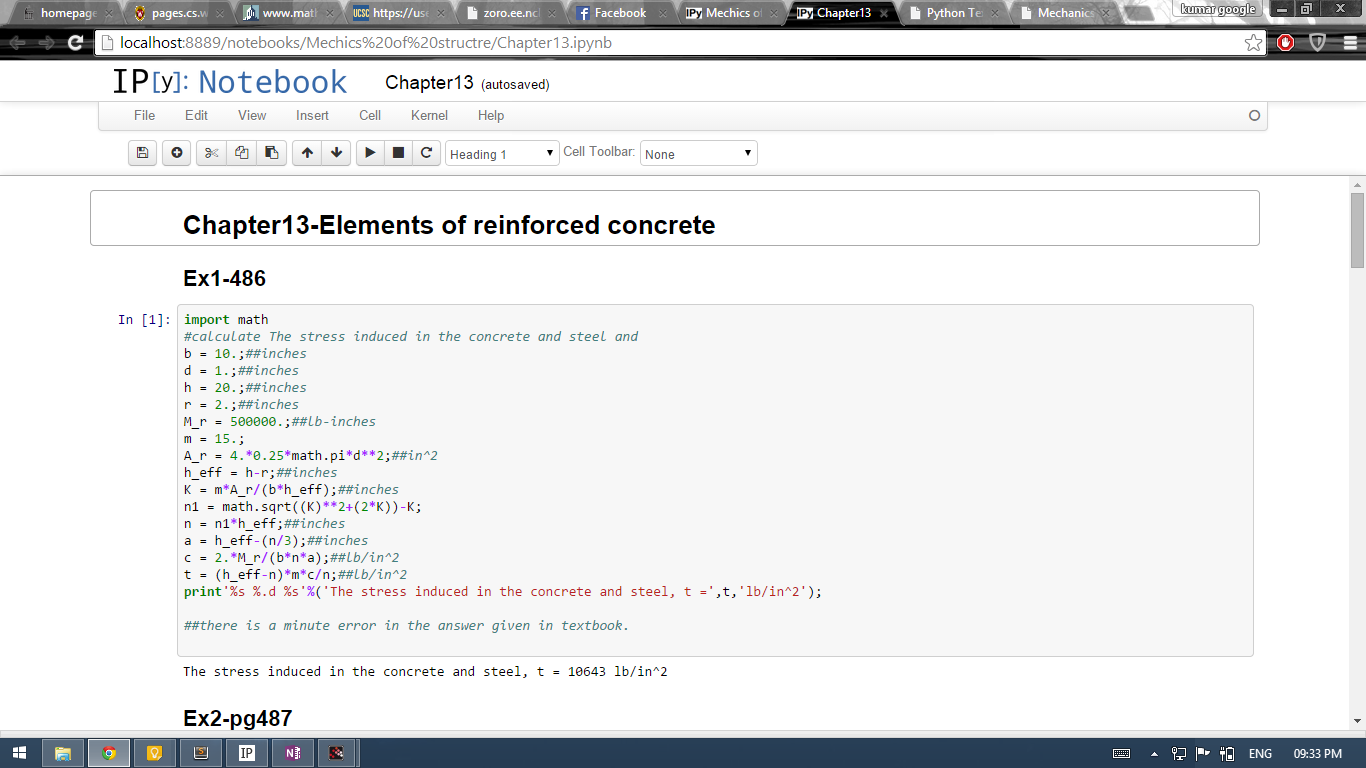 homepage
pages.cs.w
www.mat
https://use
zoro.ee.ncl
Facebook
Mechics of
Chapter13
Python Te
Mechanics
kumar google
localhost:8889/notebooks/Mechics%20of%20structre/Chapter13.ipynb
IP[y]: Notebook
Chapter13 (autosaved)
File Edit View Insert Cell Kernel Help
Heading 1 Cell Toolbar: None
Chapter13-Elements of reinforced concrete
Ex1-486
In [1]: import math
#calculate The stress induced in the concrete and steel and
b = 10.;##inches
d = 1.;##inches
h = 20.;##inches
r = 2.;##inches
M_r = 500000.;##lb-inches
m = 15.;
A_r = 4.*0.25*math.pi*d**2;##in^2
h_eff = h-r;##inches
K = m*A_r/(b*h_eff);##inches
n1 = math.sqrt((K)**2+(2*K))-K;
n = n1*h_eff;##inches
a = h_eff-(n/3);##inches
c = 2.*M_r/(b*n*a);##lb/in^2
t = (h_eff-n)*m*c/n;##lb/in^2
print'%s %.d %s'%('The stress induced in the concrete and steel, t =',t,'lb/in^2');
##there is a minute error in the answer given in textbook.
The stress induced in the concrete and steel, t = 10643 lb/in^2
Ex2-pg487
IP
ENG 09:33 PM